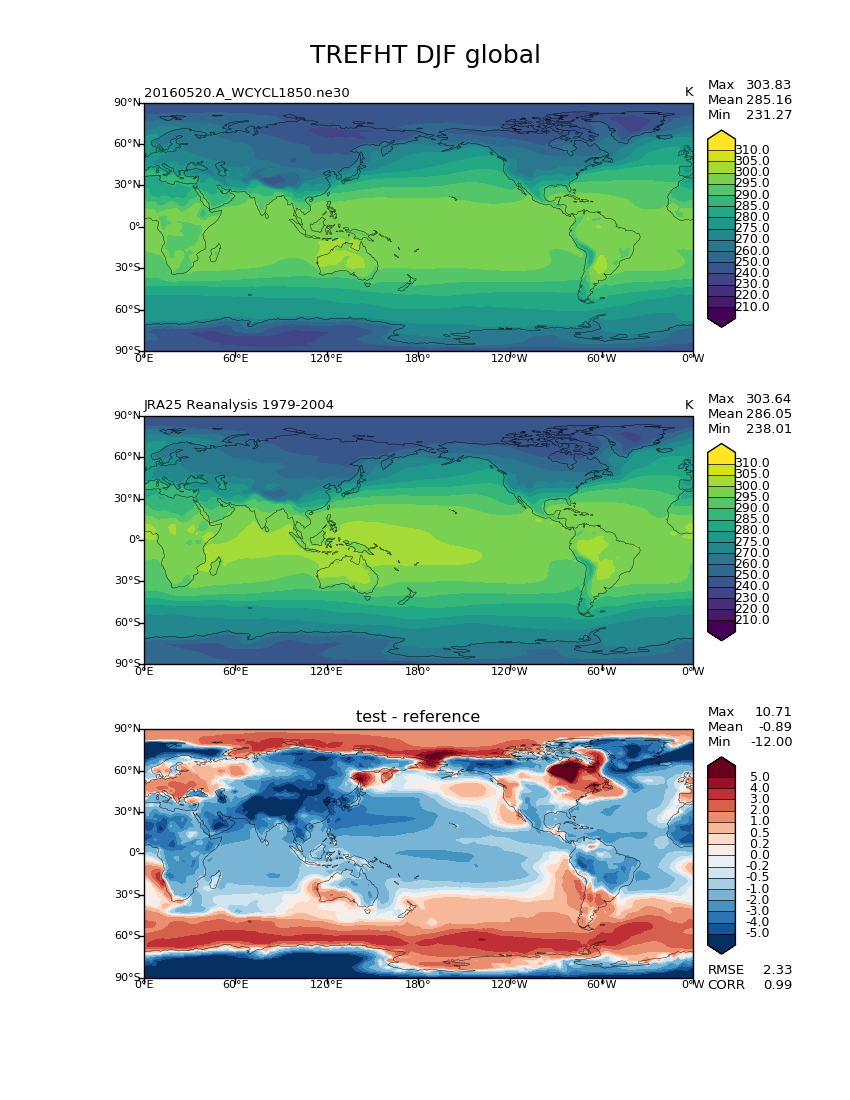 TREFHT DJF global
20160520.A_WCYCL1850.ne30
K
Max 303.83
Mean 285.16
Min 231.27
90°N
60°N
30°N
0°
30°S
60°S
90°S
0°E 60°E 120°E 180° 120°W 60°W 0°W
310.0
305.0
300.0
295.0
290.0
285.0
280.0
275.0
270.0
260.0
250.0
240.0
230.0
220.0
210.0
JRA25 Reanalysis 1979-2004
K
Max 303.64
Mean 286.05
Min 238.01
90°N
60°N
30°N
0°
30°S
60°S
90°S
0°E 60°E 120°E 180° 120°W 60°W 0°W
310.0
305.0
300.0
295.0
290.0
285.0
280.0
275.0
270.0
260.0
250.0
240.0
230.0
220.0
210.0
test - reference
Max 10.71
Mean -0.89
Min -12.00
90°N
60°N
30°N
0°
30°S
60°S
90°S
0°E 60°E 120°E 180° 120°W 60°W 0°W
5.0
4.0
3.0
2.0
1.0
0.5
0.2
0.0
-0.2
-0.5
-1.0
-2.0
-3.0
-4.0
-5.0
RMSE 2.33
CORR 0.99